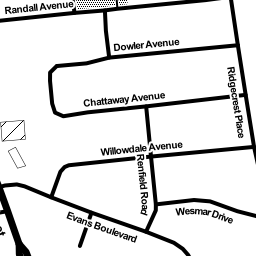 Randall Avenue
Dowler Avenue
Ridgecrest Place
Chattaway Avenue
Willowdale Avenue
Renfield Road
Wesmar Drive
Evans Boulevard